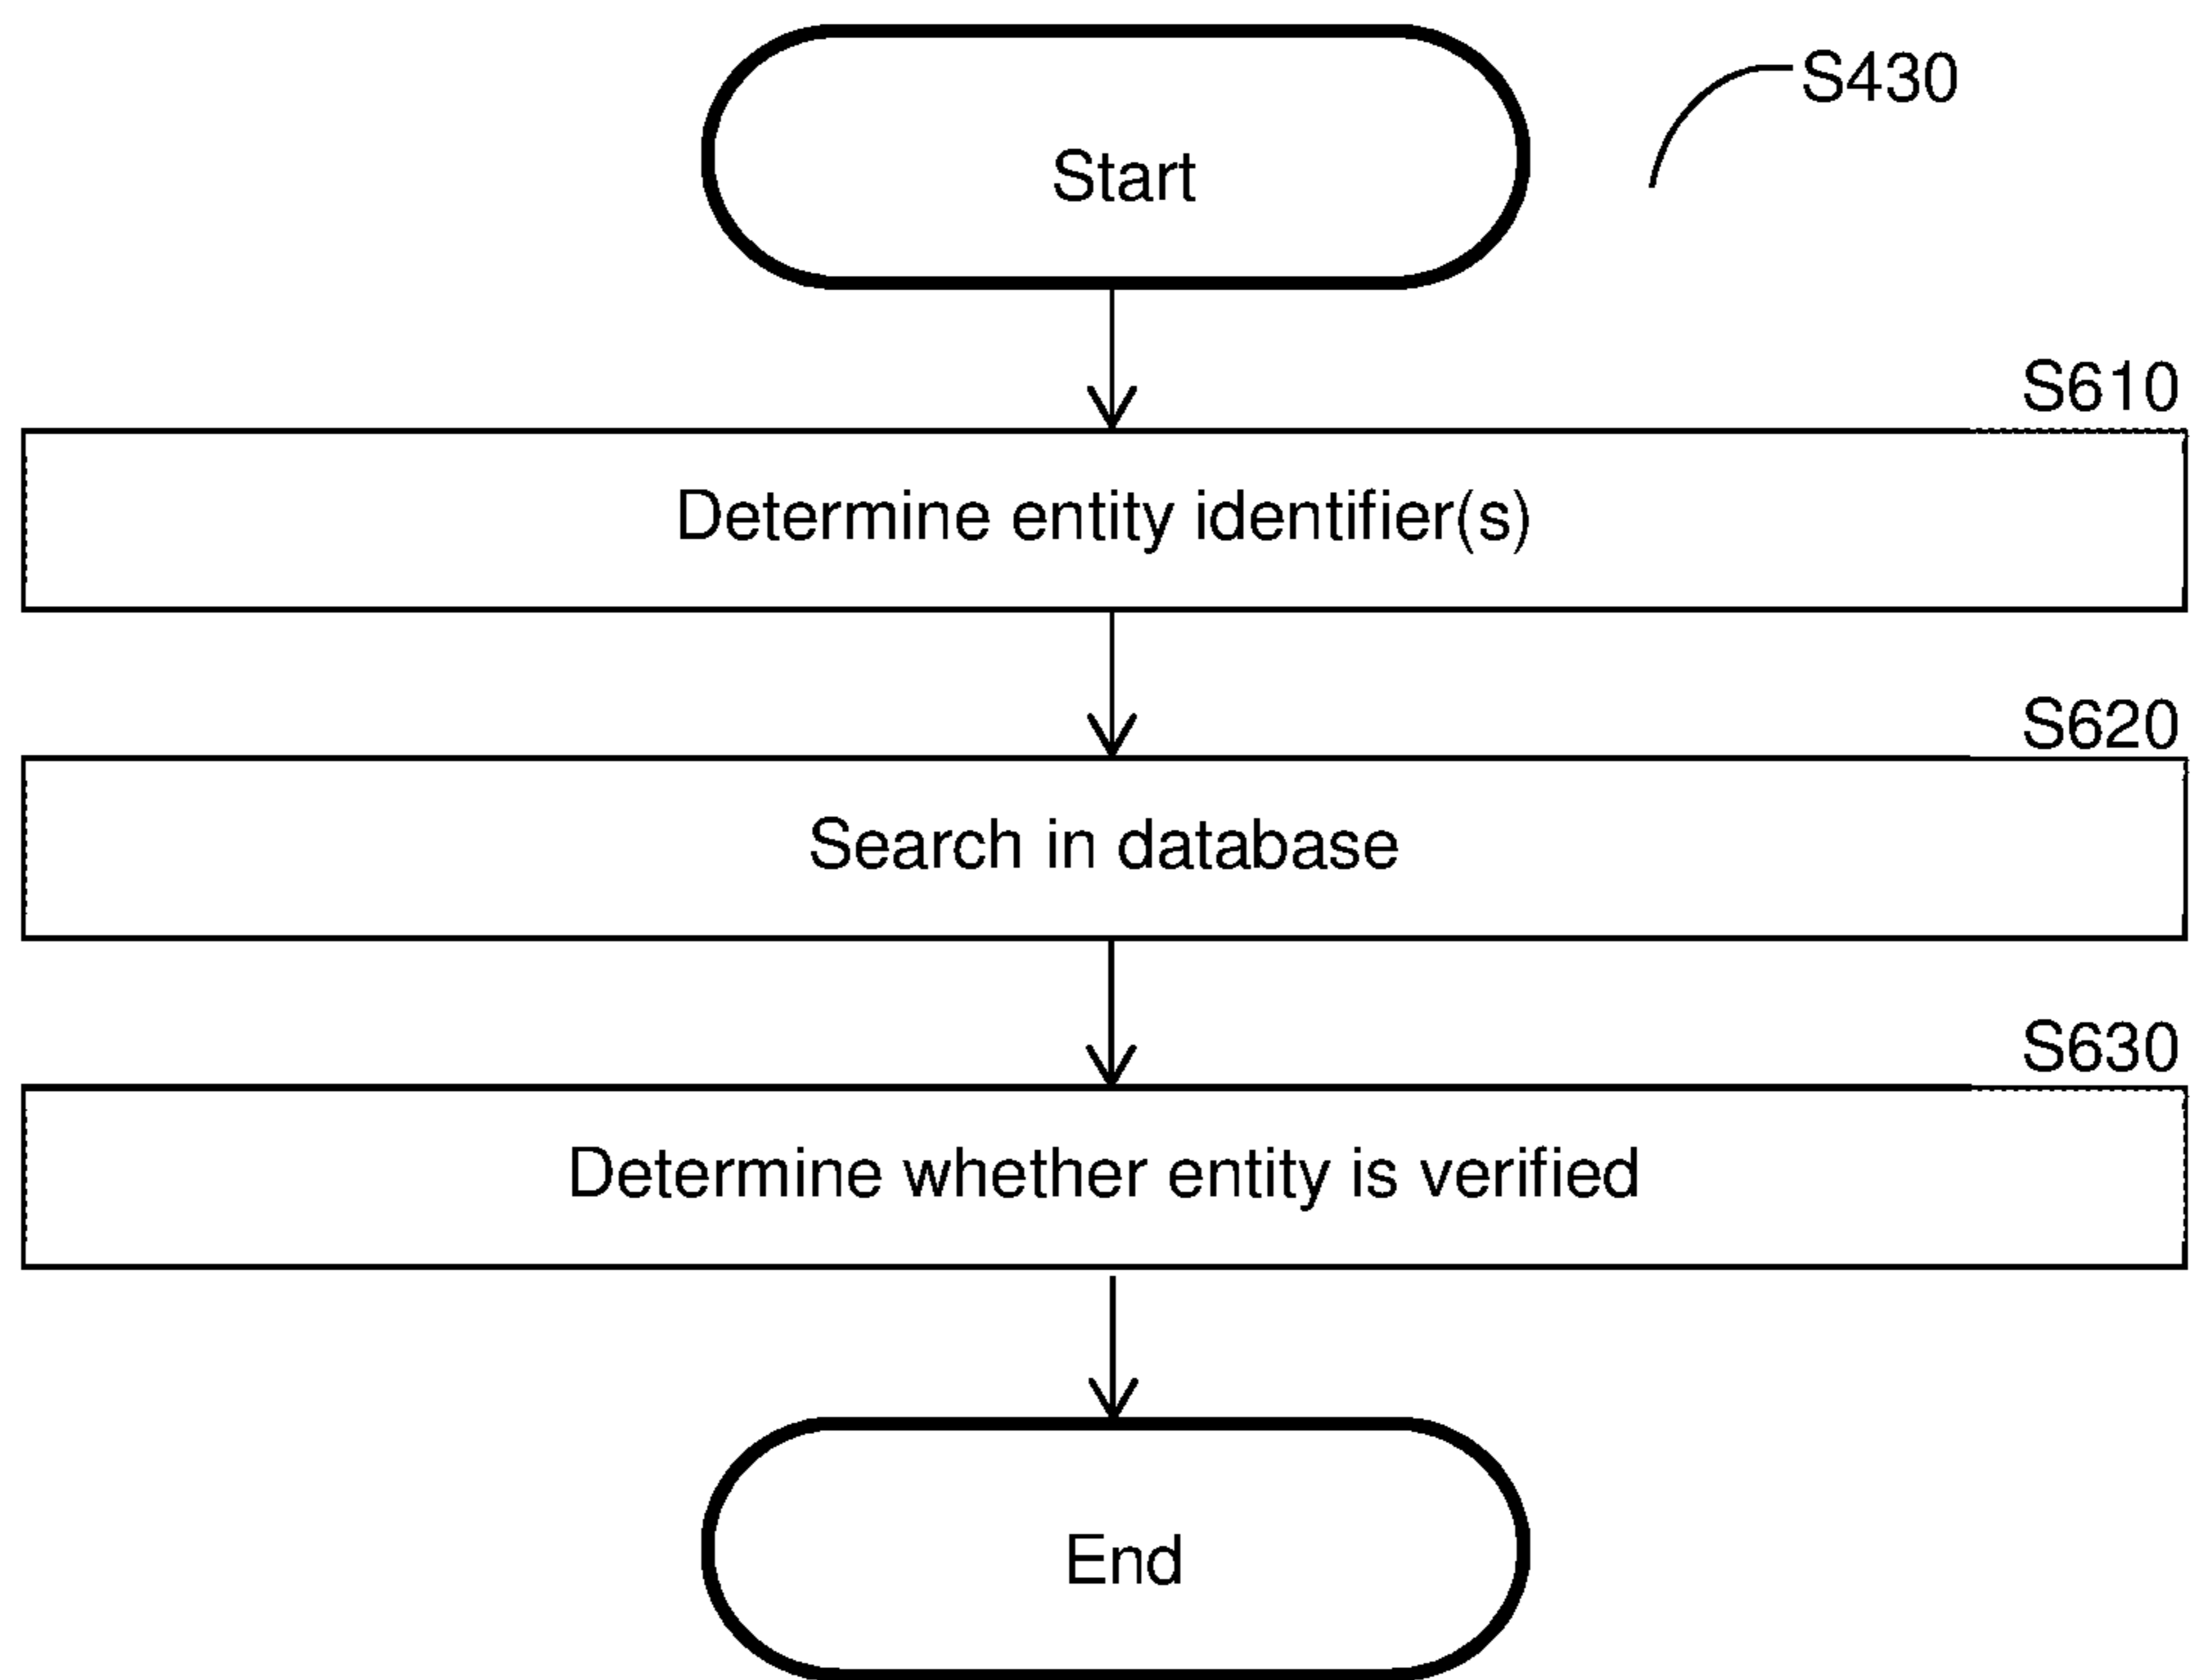 Start
S430
S610
Determine entity identifier(s)
S620
Search in database
S630
Determine whether entity is verified
End